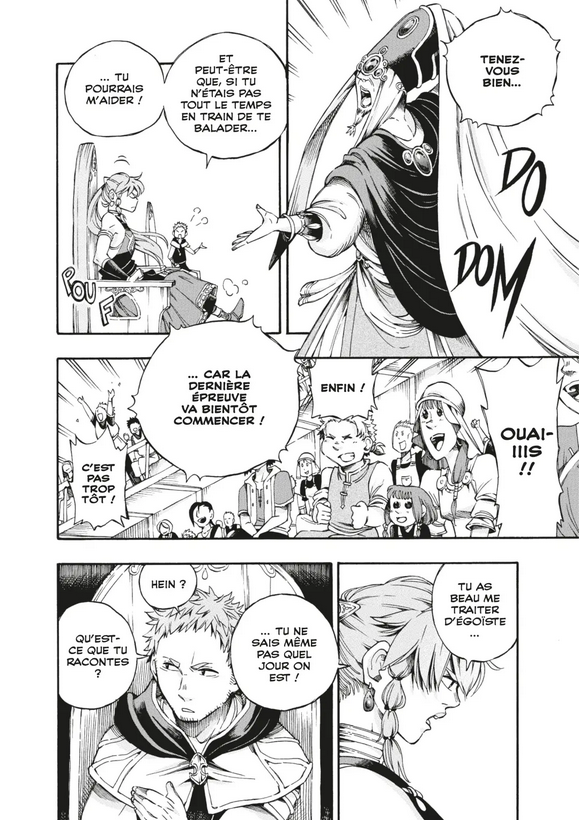 TENEZ-
VOUS
BIEN...
DO
DOM
ET
PEUT-ÊTRE
QUE, SI TU
N'ÉTAIS PAS
TOUT LE TEMPS
EN TRAIN DE TE
BALADER...
... TU
POURRAIS
M'AIDER !
POU
F
... CAR LA
DERNIÈRE
ÉPREUVE
VA BIENTÔT
COMMENCER !
OUAI-
IIIS
!!
ENFIN !
C'EST
PAS
TROP
TÔT !
TU AS
BEAU ME
TRAITER
D'ÉGOÏSTE
...
... TU NE
SAIS MÊME
PAS QUEL
JOUR ON
EST !
HEIN ?
QU'EST-
CE QUE TU
RACONTES
?